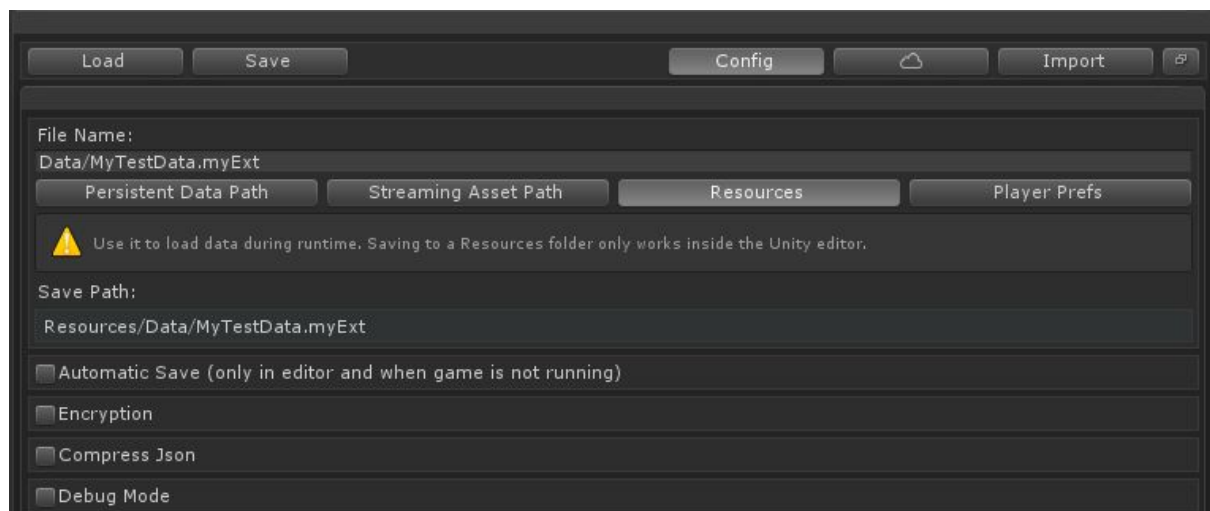 Load Save Config Import
File Name:
Data/MyTestData.myExt
Persistent Data Path Streaming Asset Path Resources Player Prefs
Use it to load data during runtime. Saving to a Resources folder only works inside the Unity editor.
Save Path:
Resources/Data/MyTestData.myExt
Automatic Save (only in editor and when game is not running)
Encryption
Compress Json
Debug Mode